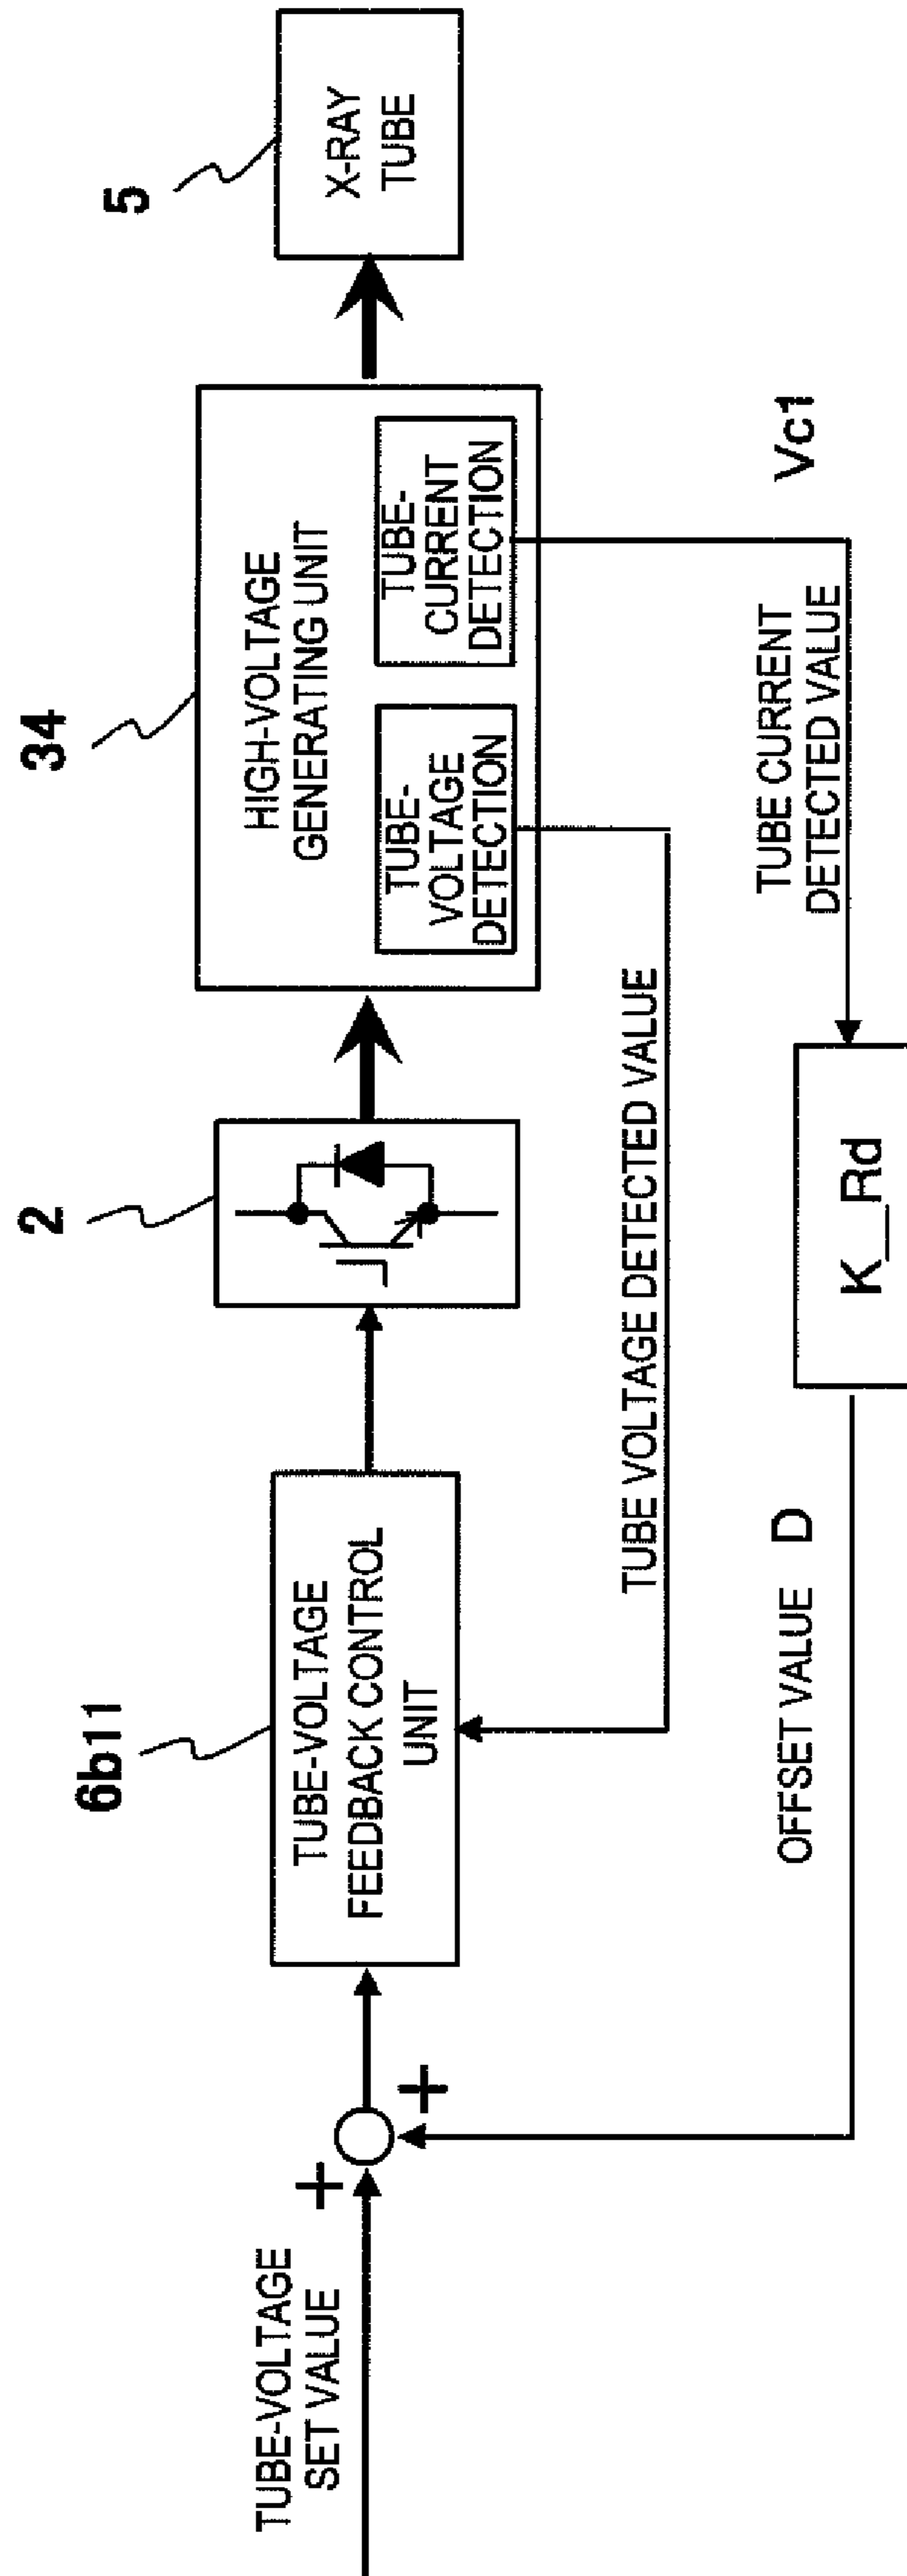 TUBE-VOLTAGE
SET VALUE
+
+
6b11
TUBE-VOLTAGE
FEEDBACK CONTROL
UNIT
2
34
HIGH-VOLTAGE
GENERATING UNIT
TUBE-
VOLTAGE
DETECTION
TUBE-
CURRENT
DETECTION
5
X-RAY
TUBE
TUBE VOLTAGE DETECTED VALUE
TUBE CURRENT
DETECTED VALUE
Vc1
K_Rd
OFFSET VALUE D